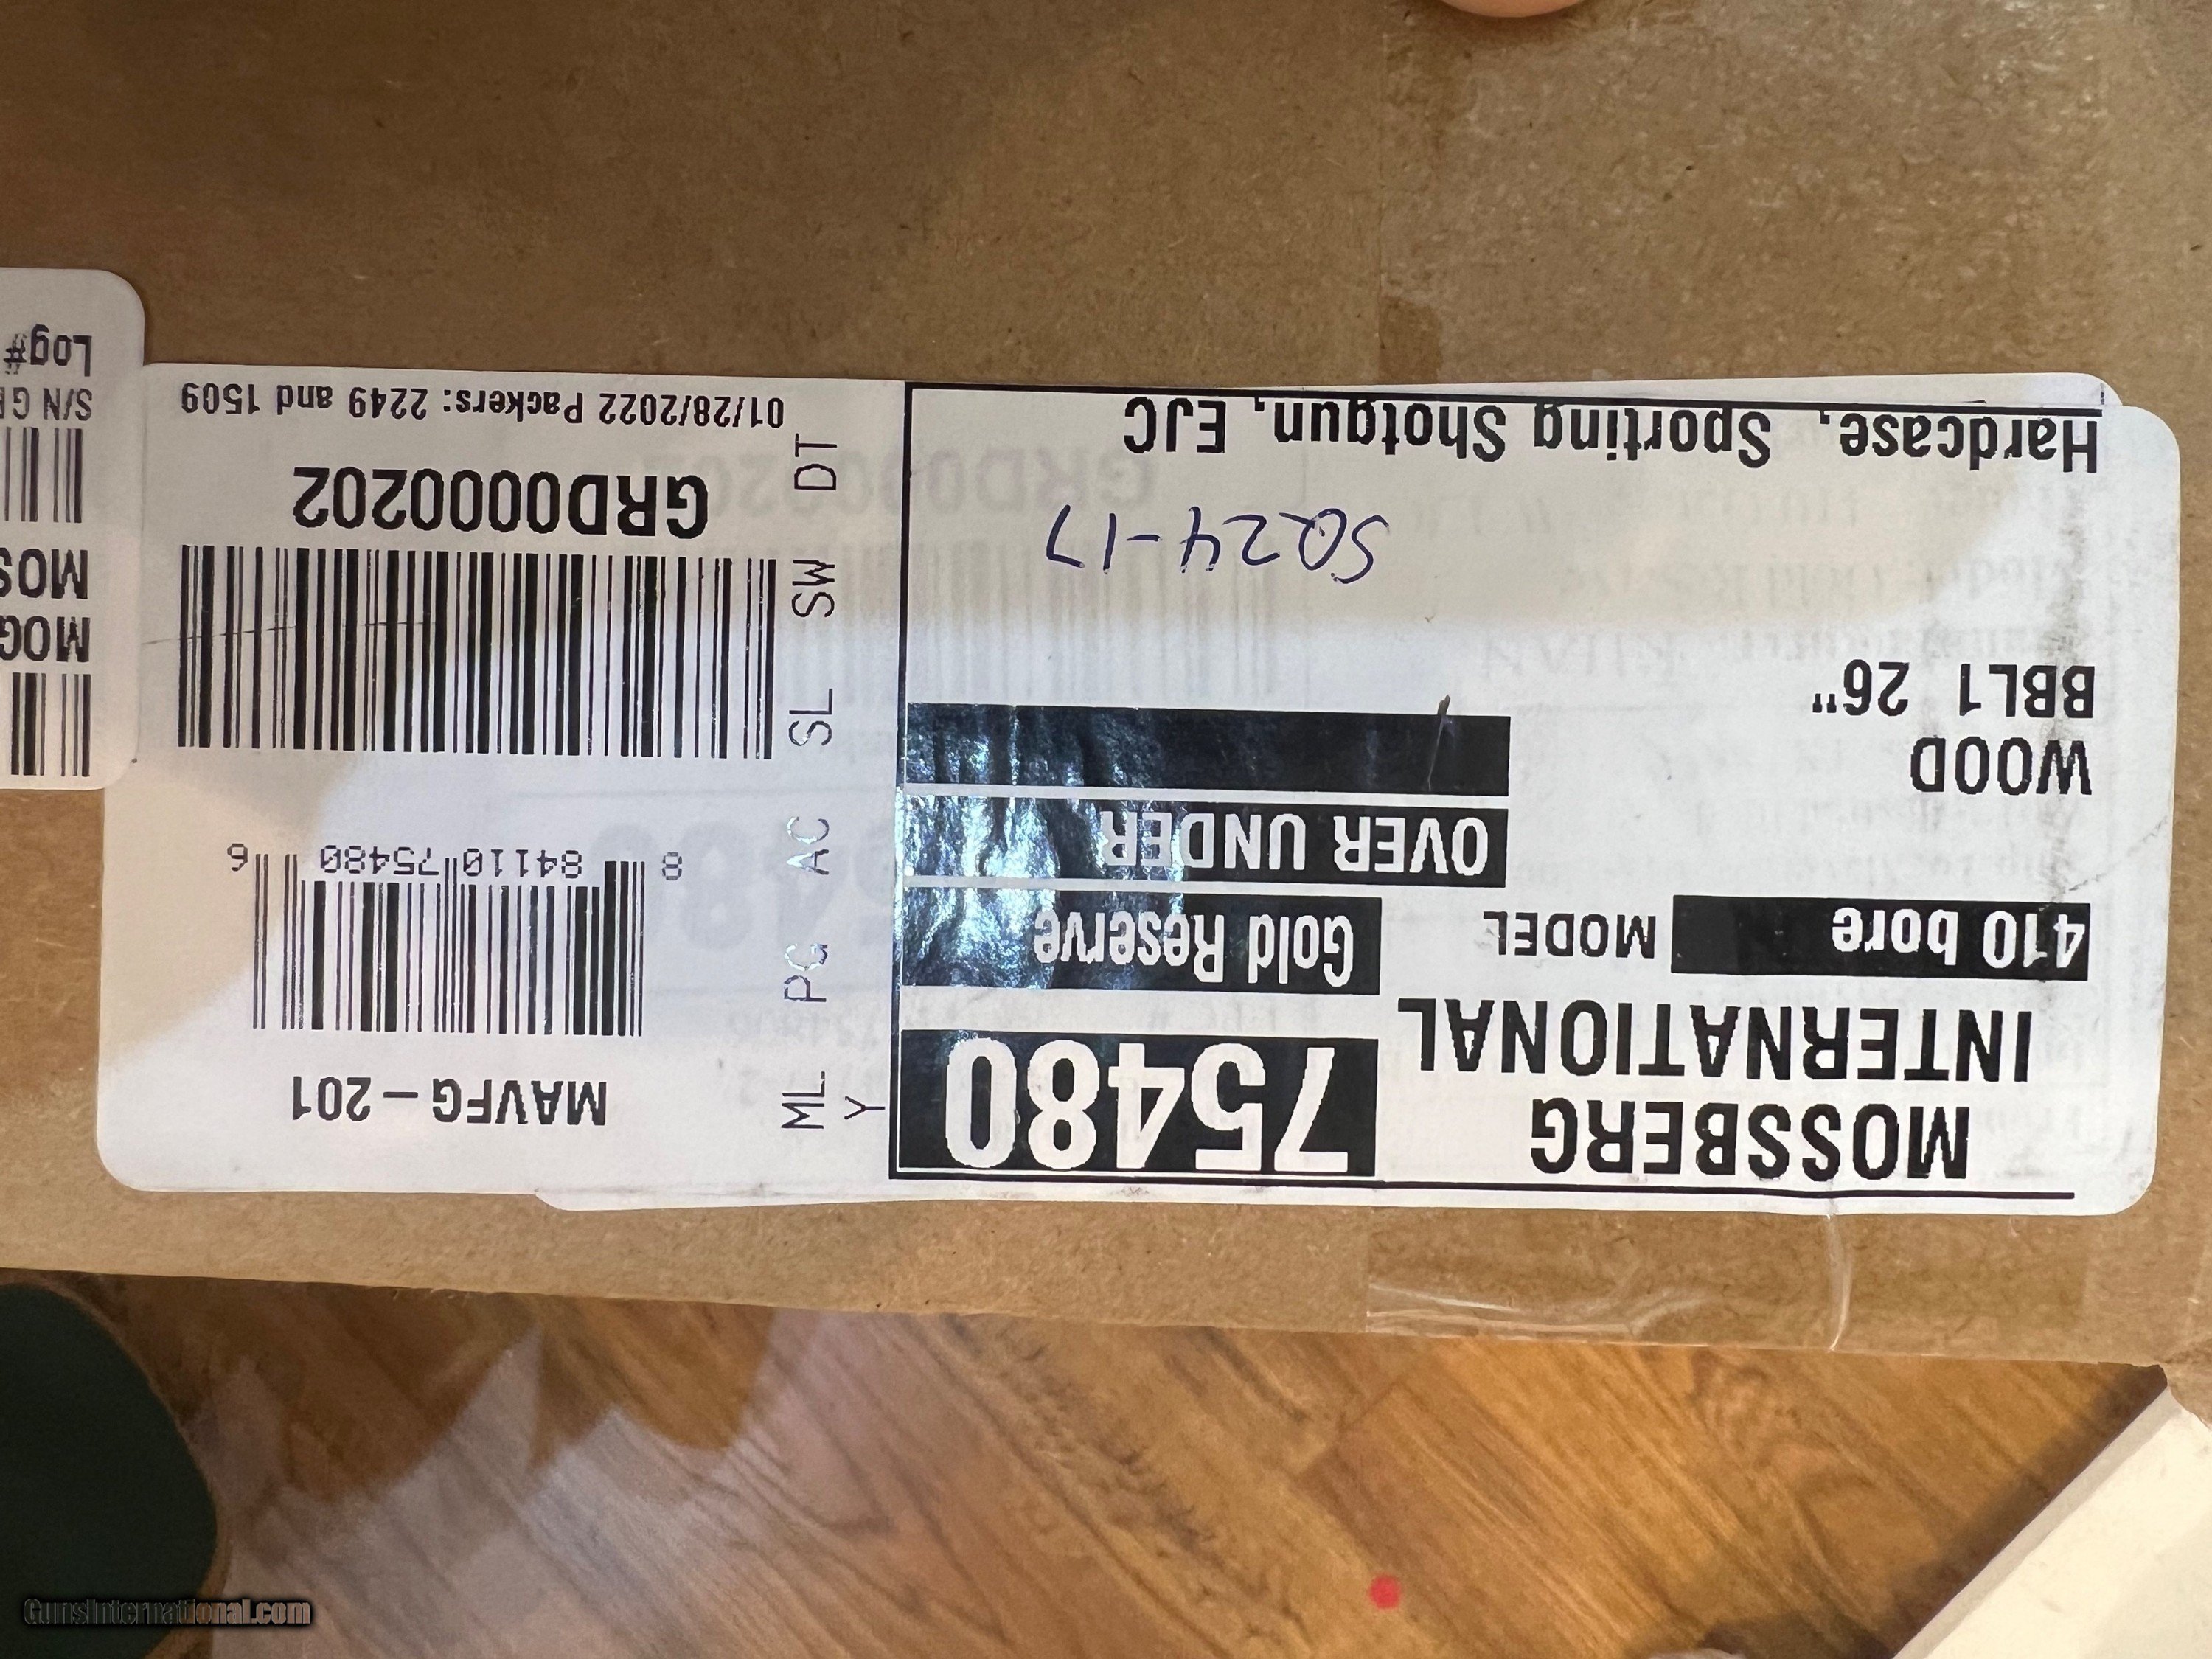 MOSSBERG
INTERNATIONAL
75480
410 bore
MODEL
Gold Reserve
OVER UNDER
WOOD
BBL1 26"
SQ24-17
Hardcase, Sporting Shotgun, EJC
ML PG AC SL SW DT
Y
MAVFG-201
8 84110 75480 6
GRD0000202
01/28/2022 Packers: 2249 and 1509
S/N
Log#
GunsInternational.com